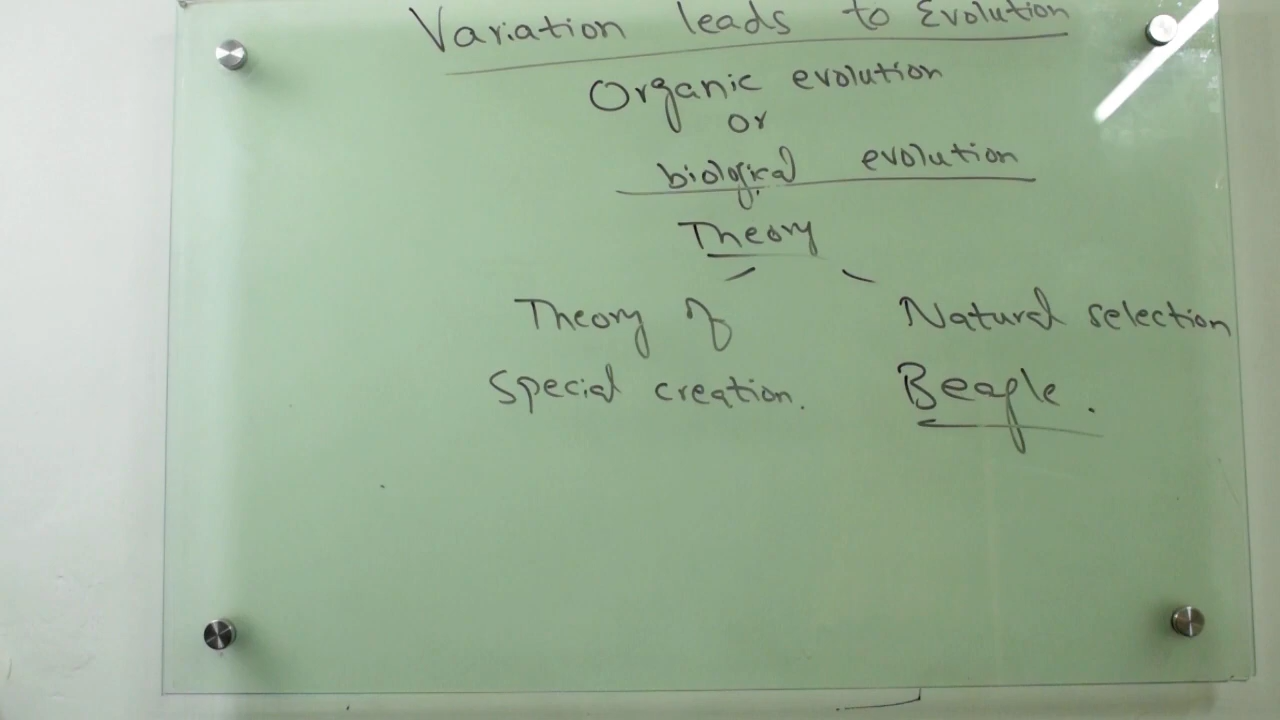 Variation leads to Evolution
Organic evolution
or
biological evolution
Theory
Theory of
Special creation.
Natural selection
Beagle.